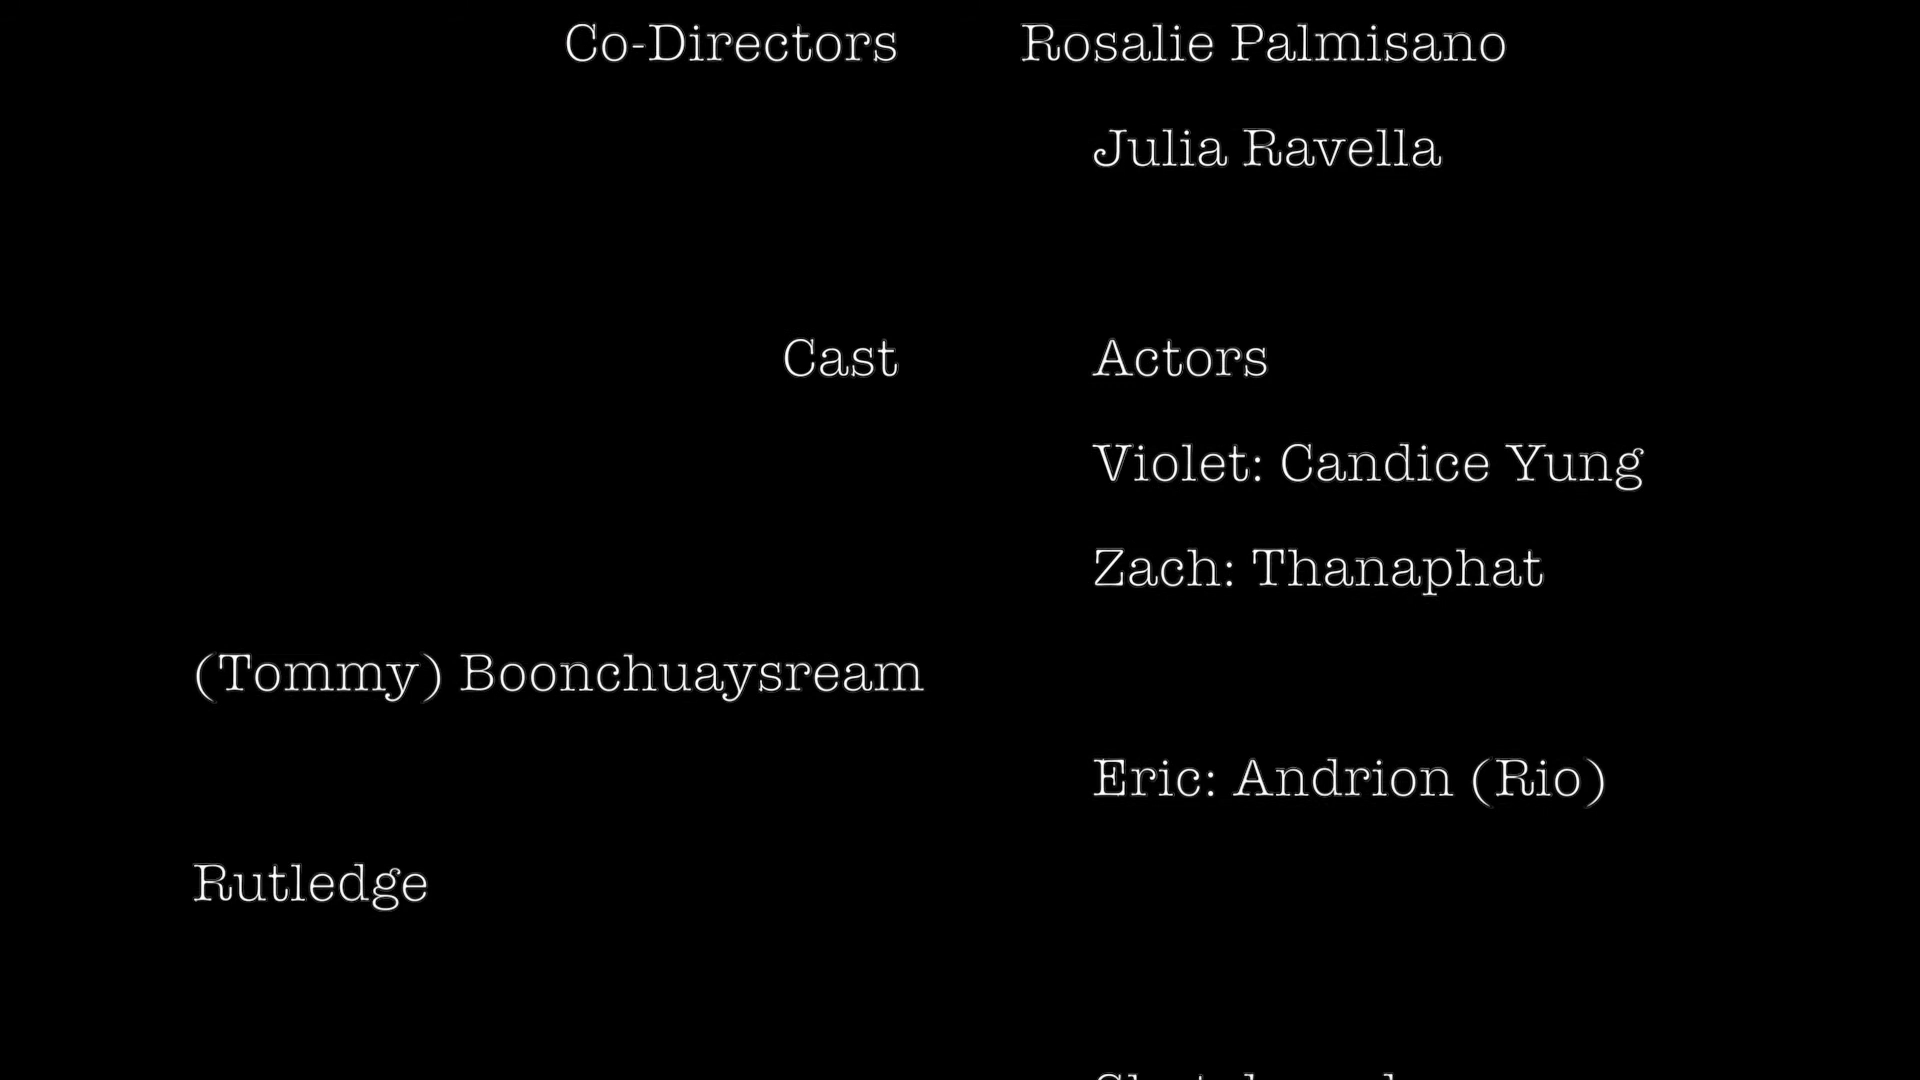 Co-Directors Rosalie Palmisano
Julia Ravella
Cast Actors
Violet: Candice Yung
Zach: Thanaphat
(Tommy) Boonchuaysream
Eric: Andrion (Rio)
Rutledge